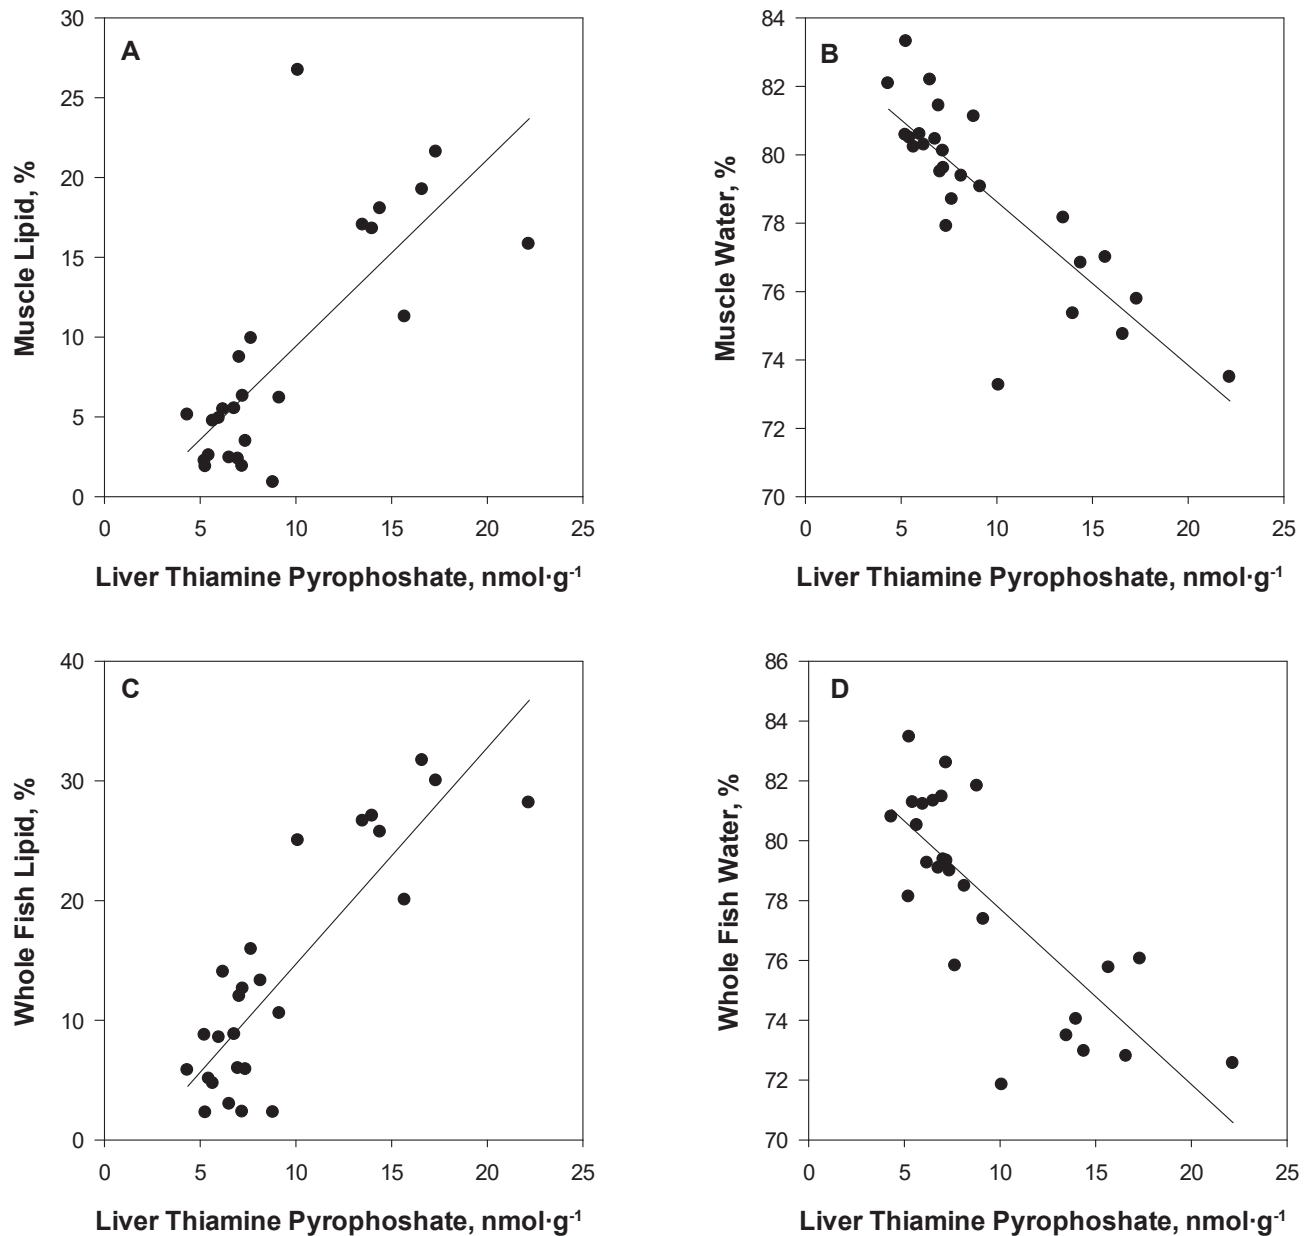 A
30
25
20
15
10
5
0
Muscle Lipid, %
0 5 10 15 20 25
Liver Thiamine Pyrophoshate, nmol·g-1
B
84
82
80
78
76
74
72
70
Muscle Water, %
0 5 10 15 20 25
Liver Thiamine Pyrophoshate, nmol·g-1
C
40
30
20
10
0
Whole Fish Lipid, %
0 5 10 15 20 25
Liver Thiamine Pyrophoshate, nmol·g-1
D
86
84
82
80
78
76
74
72
70
Whole Fish Water, %
0 5 10 15 20 25
Liver Thiamine Pyrophoshate, nmol·g-1